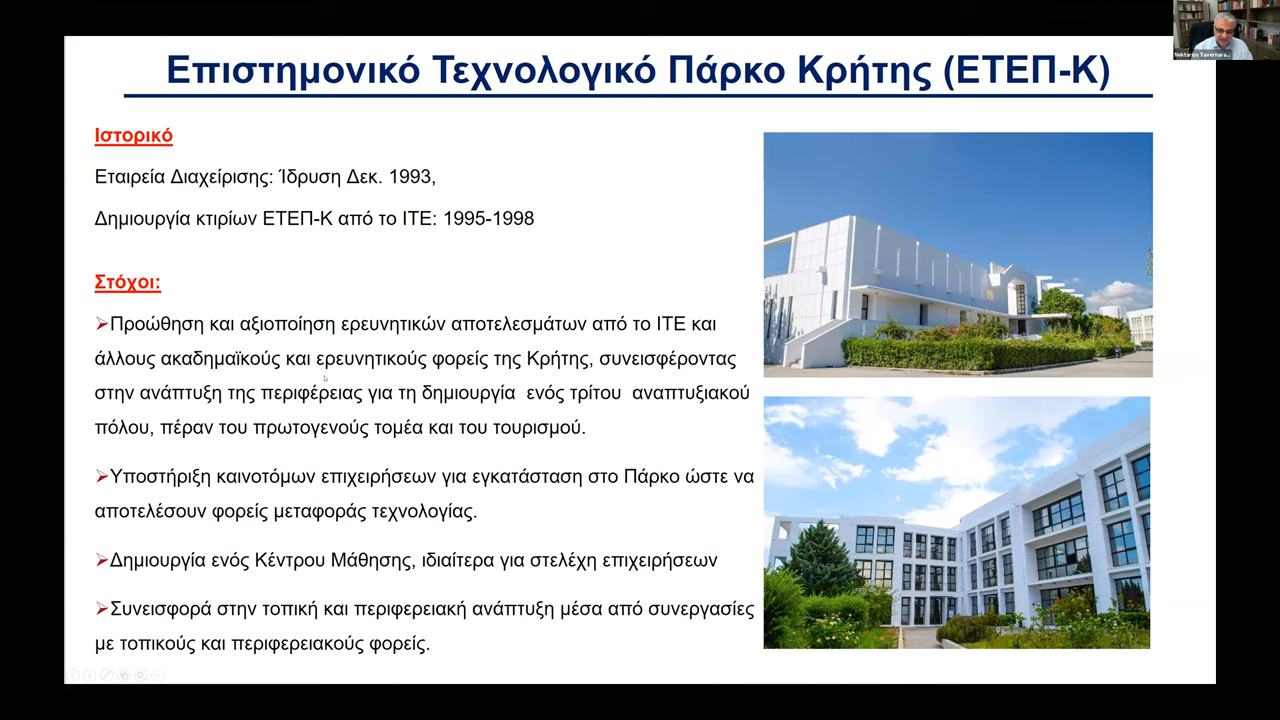 Επιστημονικό Τεχνολογικό Πάρκο Κρήτης (ΕΤΕΠ-Κ)
Nektarios Tavernara...
Ιστορικό
Εταιρεία Διαχείρισης: Ίδρυση Δεκ. 1993,
Δημιουργία κτιρίων ΕΤΕΠ-Κ από το ΙΤΕ: 1995-1998
Στόχοι:
➢Προώθηση και αξιοποίηση ερευνητικών αποτελεσμάτων από το ΙΤΕ και
άλλους ακαδημαϊκούς και ερευνητικούς φορείς της Κρήτης, συνεισφέροντας
στην ανάπτυξη της περιφέρειας για τη δημιουργία ενός τρίτου αναπτυξιακού
πόλου, πέραν του πρωτογενούς τομέα και του τουρισμού.
➢Υποστήριξη καινοτόμων επιχειρήσεων για εγκατάσταση στο Πάρκο ώστε να
αποτελέσουν φορείς μεταφοράς τεχνολογίας.
➢Δημιουργία ενός Κέντρου Μάθησης, ιδιαίτερα για στελέχη επιχειρήσεων
➢Συνεισφορά στην τοπική και περιφερειακή ανάπτυξη μέσα από συνεργασίες
με τοπικούς και περιφερειακούς φορείς.